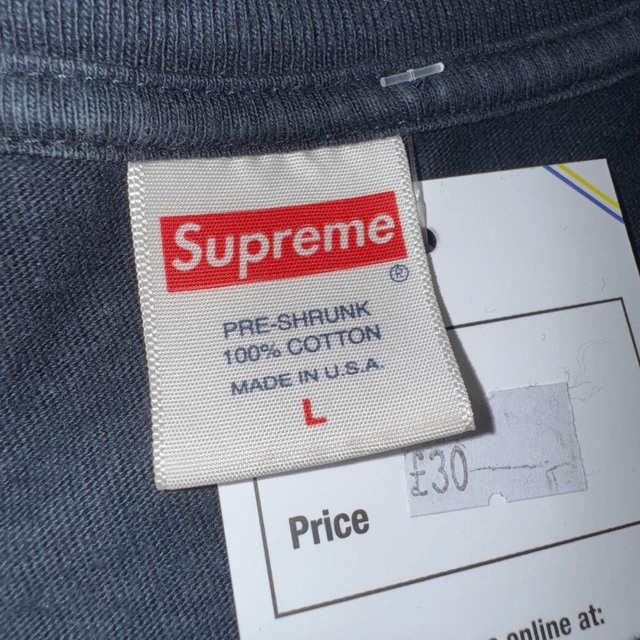 Supreme
®
PRE-SHRUNK
100% COTTON
MADE IN U.S.A.
L
£30
Price
online at: